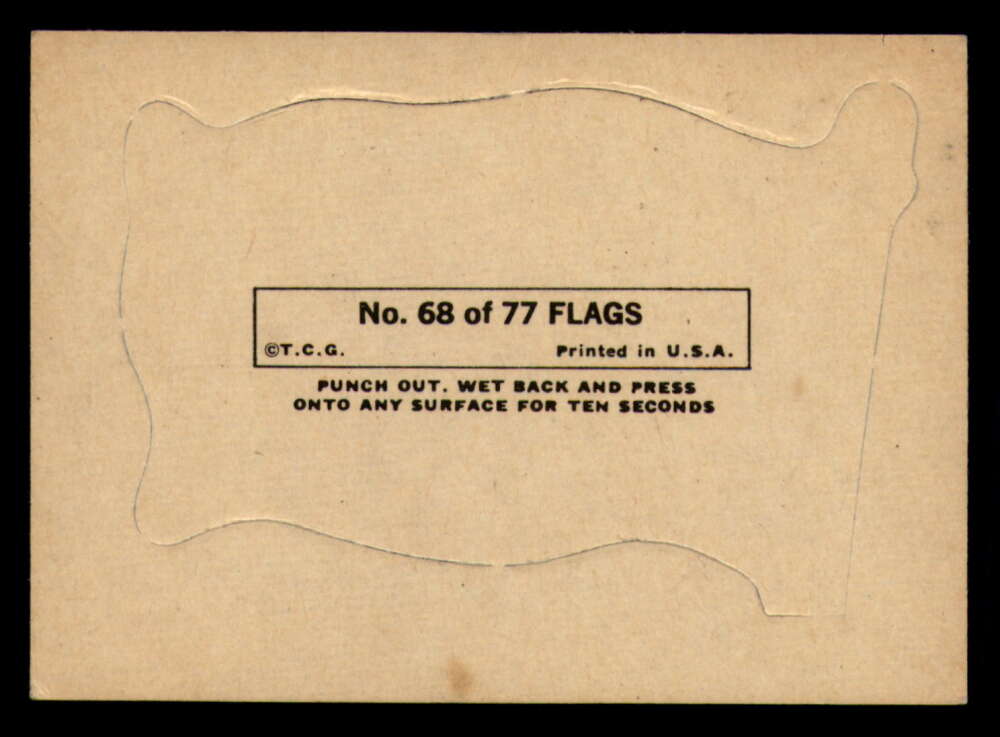 No. 68 of 77 FLAGS
©T.C.G. Printed in U.S.A.
PUNCH OUT. WET BACK AND PRESS
ONTO ANY SURFACE FOR TEN SECONDS